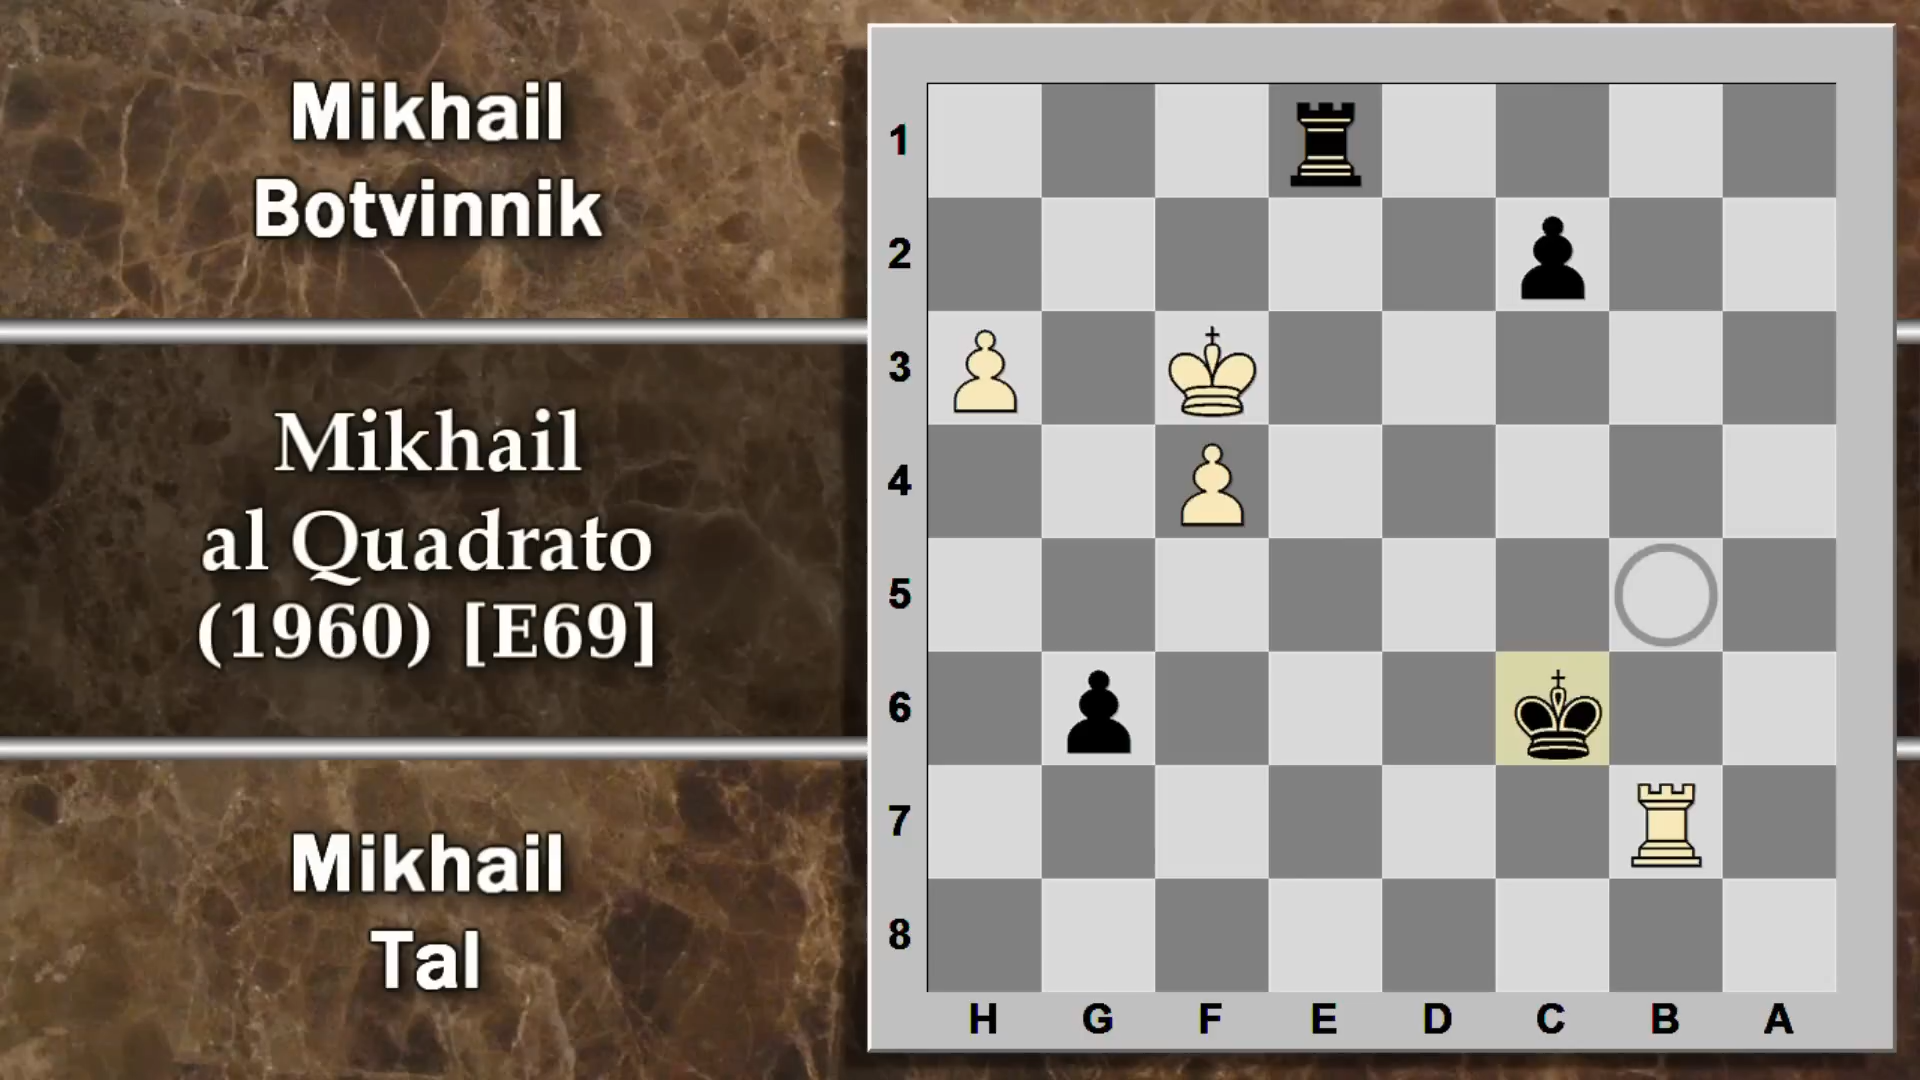 Mikhail
Botvinnik
Mikhail
al Quadrato
(1960) [E69]
Mikhail
Tal
1
2
3
4
5
6
7
8
H G F E D C B A